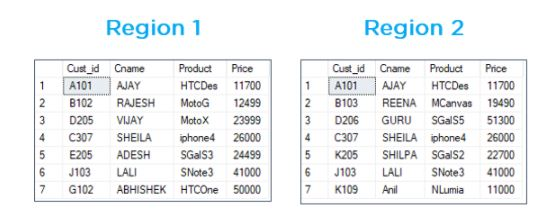 Region 1
Cust_id Cname Product Price
1 A101 AJAY HTCDes 11700
2 B102 RAJESH MotoG 12499
3 D205 VIJAY MotoX 23999
4 C307 SHEILA iphone4 26000
5 E205 ADESH SGalS3 24499
6 J103 LALI SNote3 41000
7 G102 ABHISHEK HTCOne 50000
Region 2
Cust_id Cname Product Price
1 A101 AJAY HTCDes 11700
2 B103 REENA MCanvas 19490
3 D206 GURU SGalS5 51300
4 C307 SHEILA iphone4 26000
5 K205 SHILPA SGalS2 22700
6 J103 LALI SNote3 41000
7 K109 Anil NLumia 11000